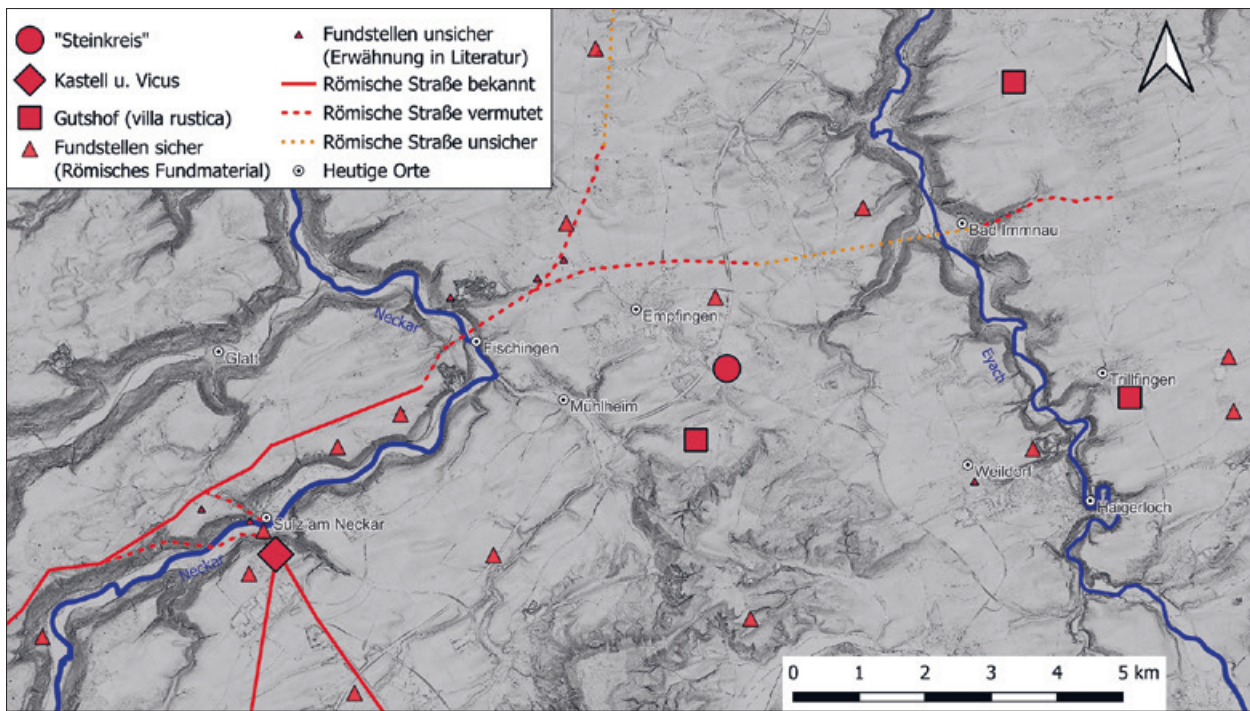 "Steinkreis"
Kastell u. Vicus
Gutshof (villa rustica)
Fundstellen sicher
(Römisches Fundmaterial)
Fundstellen unsicher
(Erwähnung in Literatur)
Römische Straße bekannt
Römische Straße vermutet
Römische Straße unsicher
Heutige Orte
Bad Imnau
Neckar
Empfingen
Fischingen
Glatt
Eyach
Trillfingen
Mühlheim
Weildorf
Haigerloch
Sulz am Neckar
Neckar
0 1 2 3 4 5 km